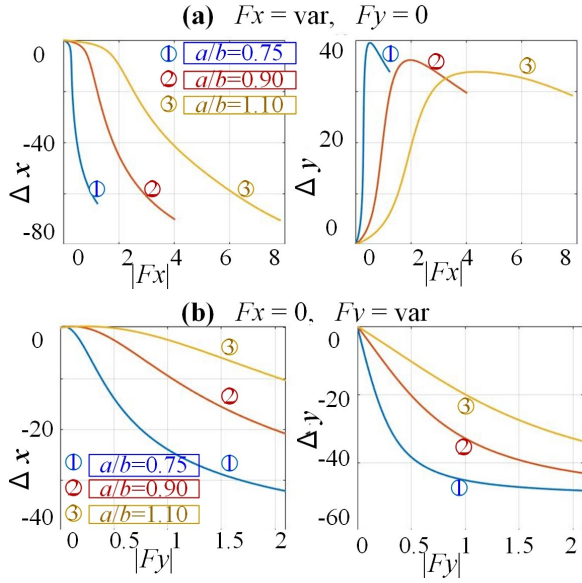 (a) Fx = var, Fy = 0
0
-40
-80
Δ x
① a/b=0.75
② a/b=0.90
③ a/b=1.10
①
②
③
0 2 4 6 8
|Fx|
40
20
0
Δ y
①
②
③
0 2 4 6 8
|Fx|
(b) Fx = 0, Fy = var
0
-20
-40
Δ x
③
②
①
① a/b=0.75
② a/b=0.90
③ a/b=1.10
0 0.5 1 1.5 2
|Fy|
0
-20
-40
-60
Δ y
③
②
①
0 0.5 1 1.5 2
|Fy|